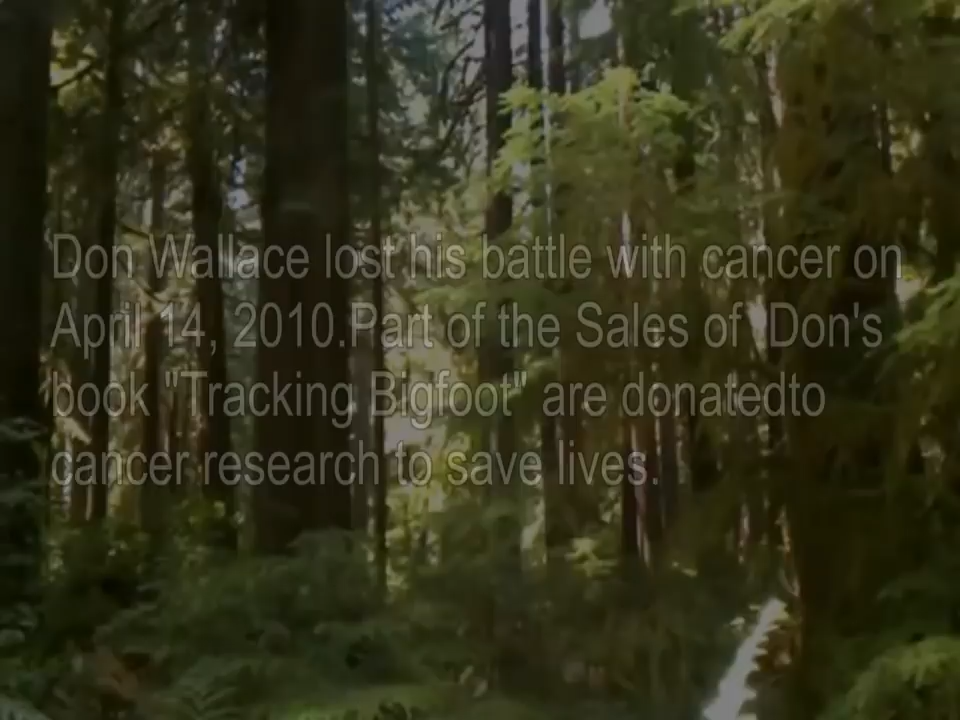 Don Wallace lost his battle with cancer on
April 14, 2010.Part of the Sales of Don's
book "Tracking Bigfoot" are donatedto
cancer research to save lives.